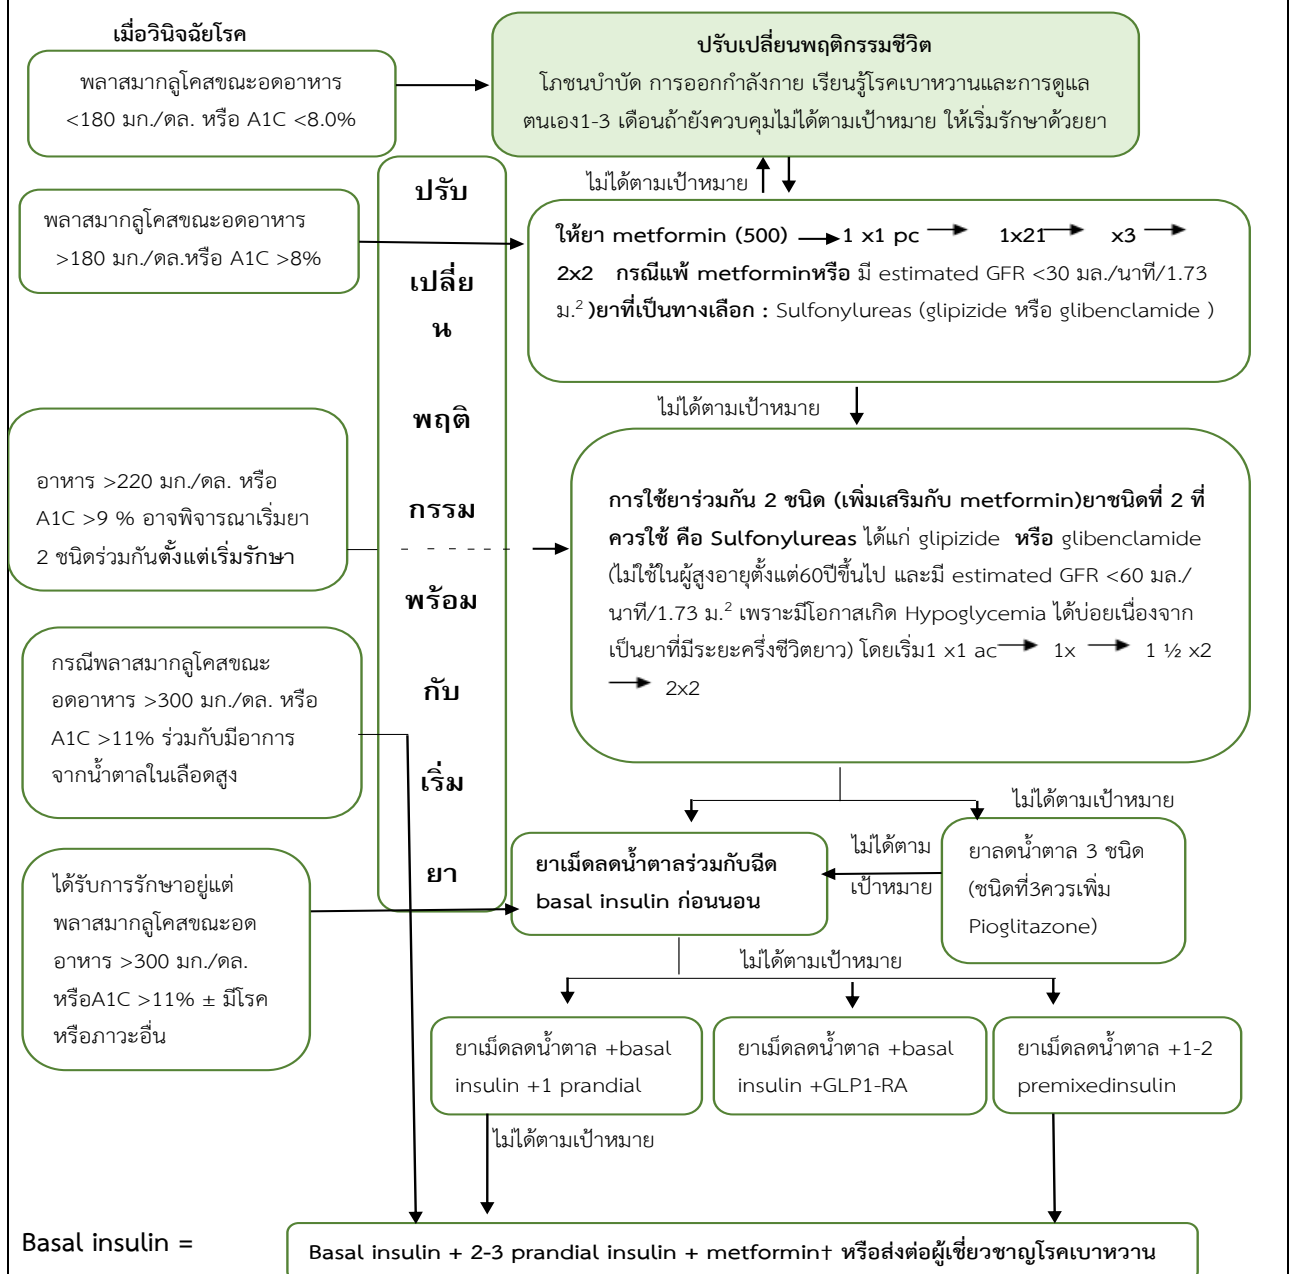 เมื่อวินิจฉัยโรค
พลาสมากลูโคสขณะอดอาหาร
<180 มก./ดล. หรือ A1C <8.0%
ปรับเปลี่ยนพฤติกรรมชีวิต
โภชนบำบัด การออกกำลังกาย เรียนรู้โรคเบาหวานและการดูแล
ตนเอง1-3 เดือนถ้ายังควบคุมไม่ได้ตามเป้าหมาย ให้เริ่มรักษาด้วยยา
ไม่ได้ตามเป้าหมาย
พลาสมากลูโคสขณะอดอาหาร
>180 มก./ดล.หรือ A1C >8%
ปรับ
เปลี่ย
น
พฤติ
กรรม
พร้อม
กับ
เริ่ม
ยา
ให้ยา metformin (500) → 1 x1 pc → 1x21 → x3 →
2x2 กรณีแพ้ metforminหรือ มี estimated GFR <30 มล./นาที/1.73
ม.² )ยาที่เป็นทางเลือก : Sulfonylureas (glipizide หรือ glibenclamide )
ไม่ได้ตามเป้าหมาย
อาหาร >220 มก./ดล. หรือ
A1C >9 % อาจพิจารณาเริ่มยา
2 ชนิดร่วมกันตั้งแต่เริ่มรักษา
การใช้ยาร่วมกัน 2 ชนิด (เพิ่มเสริมกับ metformin)ยาชนิดที่ 2 ที่
ควรใช้ คือ Sulfonylureas ได้แก่ glipizide หรือ glibenclamide
(ไม่ใช้ในผู้สูงอายุตั้งแต่60ปีขึ้นไป และมี estimated GFR <60 มล./
นาที/1.73 ม.² เพราะมีโอกาสเกิด Hypoglycemia ได้บ่อยเนื่องจาก
เป็นยาที่มีระยะครึ่งชีวิตยาว) โดยเริ่ม1 x1 ac → 1x → 1 ½ x2
→ 2x2
กรณีพลาสมากลูโคสขณะ
อดอาหาร >300 มก./ดล. หรือ
A1C >11% ร่วมกับมีอาการ
จากน้ำตาลในเลือดสูง
ไม่ได้ตามเป้าหมาย
ยาเม็ดลดน้ำตาลร่วมกับฉีด
basal insulin ก่อนนอน
ไม่ได้ตาม
เป้าหมาย
ยาลดน้ำตาล 3 ชนิด
(ชนิดที่3ควรเพิ่ม
Pioglitazone)
ได้รับการรักษาอยู่แต่
พลาสมากลูโคสขณะอด
อาหาร >300 มก./ดล.
หรือA1C >11% ± มีโรค
หรือภาวะอื่น
ไม่ได้ตามเป้าหมาย
ยาเม็ดลดน้ำตาล +basal
insulin +1 prandial
ยาเม็ดลดน้ำตาล +basal
insulin +GLP1-RA
ยาเม็ดลดน้ำตาล +1-2
premixedinsulin
ไม่ได้ตามเป้าหมาย
Basal insulin =
Basal insulin + 2-3 prandial insulin + metformin† หรือส่งต่อผู้เชี่ยวชาญโรคเบาหวาน